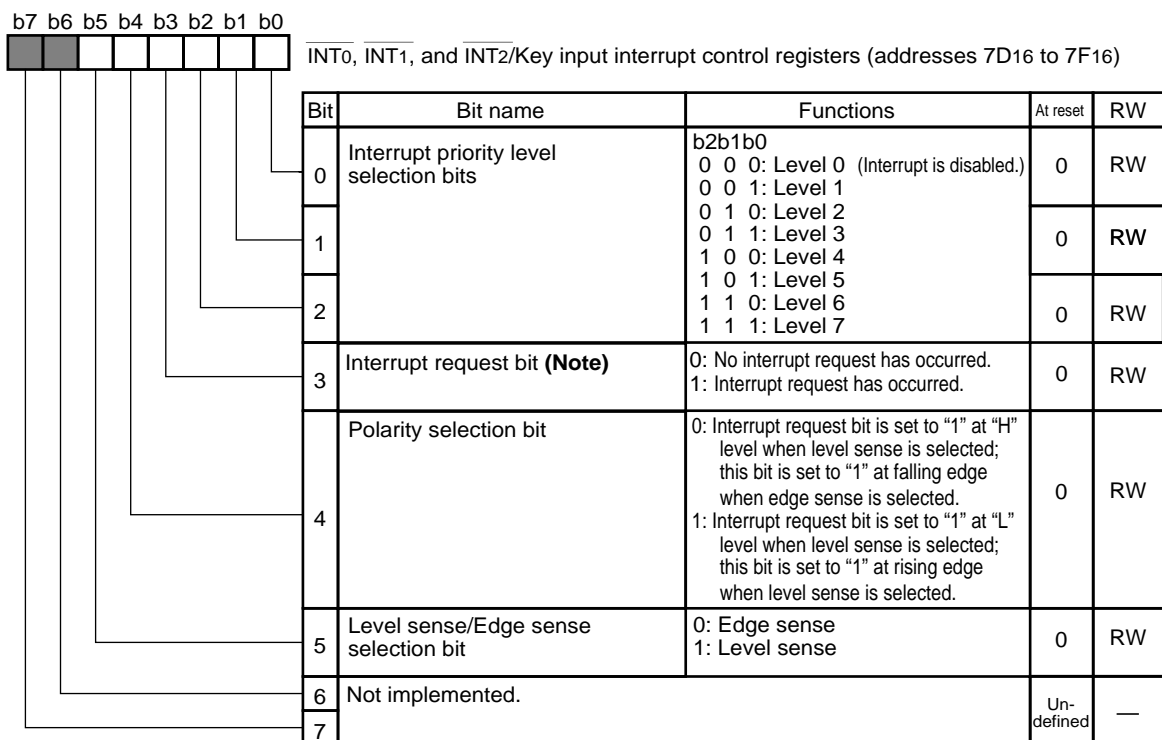 b7 b6 b5 b4 b3 b2 b1 b0
INT0, INT1, and INT2/Key input interrupt control registers (addresses 7D16 to 7F16)
Bit Bit name Functions At reset RW
0 Interrupt priority level
selection bits
b2b1b0
0 0 0: Level 0 (Interrupt is disabled.)
0 0 1: Level 1
0 1 0: Level 2
0 1 1: Level 3
1 0 0: Level 4
1 0 1: Level 5
1 1 0: Level 6
1 1 1: Level 7
0 RW
1 0 RW
2 0 RW
3 Interrupt request bit (Note)
0: No interrupt request has occurred.
1: Interrupt request has occurred.
0 RW
4 Polarity selection bit
0: Interrupt request bit is set to “1” at “H”
level when level sense is selected;
this bit is set to “1” at falling edge
when edge sense is selected.
1: Interrupt request bit is set to “1” at “L”
level when level sense is selected;
this bit is set to “1” at rising edge
when level sense is selected.
0 RW
5 Level sense/Edge sense
selection bit
0: Edge sense
1: Level sense
0 RW
6 Not implemented.
7
Un-
defined
—